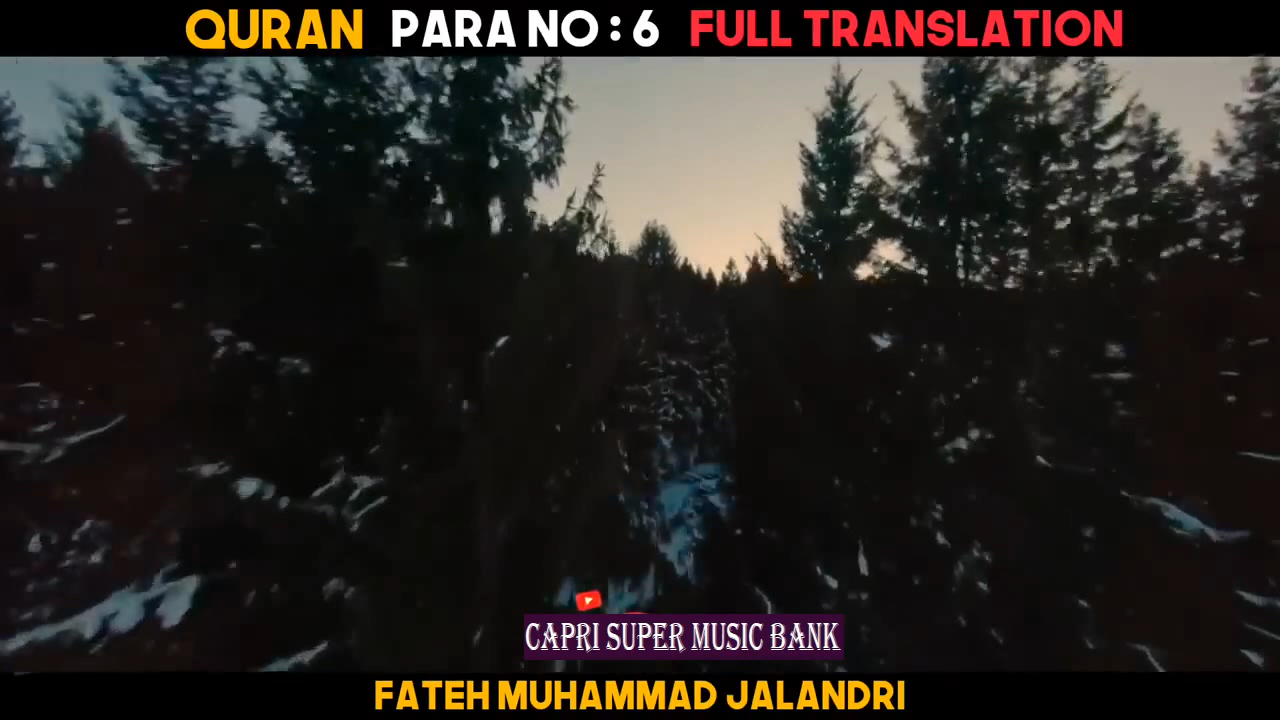 QURAN PARA NO : 6 FULL TRANSLATION
CAPRI SUPER MUSIC BANK
FATEH MUHAMMAD JALANDRI